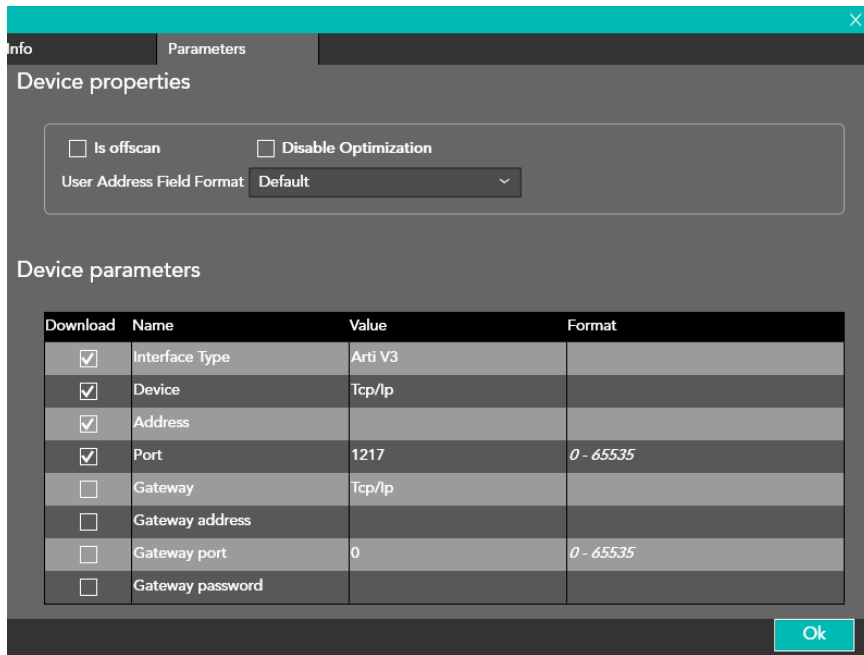 Info Parameters
Device properties
Is offscan Disable Optimization
User Address Field Format Default
Device parameters
Download Name Value Format
Interface Type Arti V3
Device Tcp/Ip
Address
Port 1217 0 - 65535
Gateway Tcp/Ip
Gateway address
Gateway port 0 0 - 65535
Gateway password
Ok